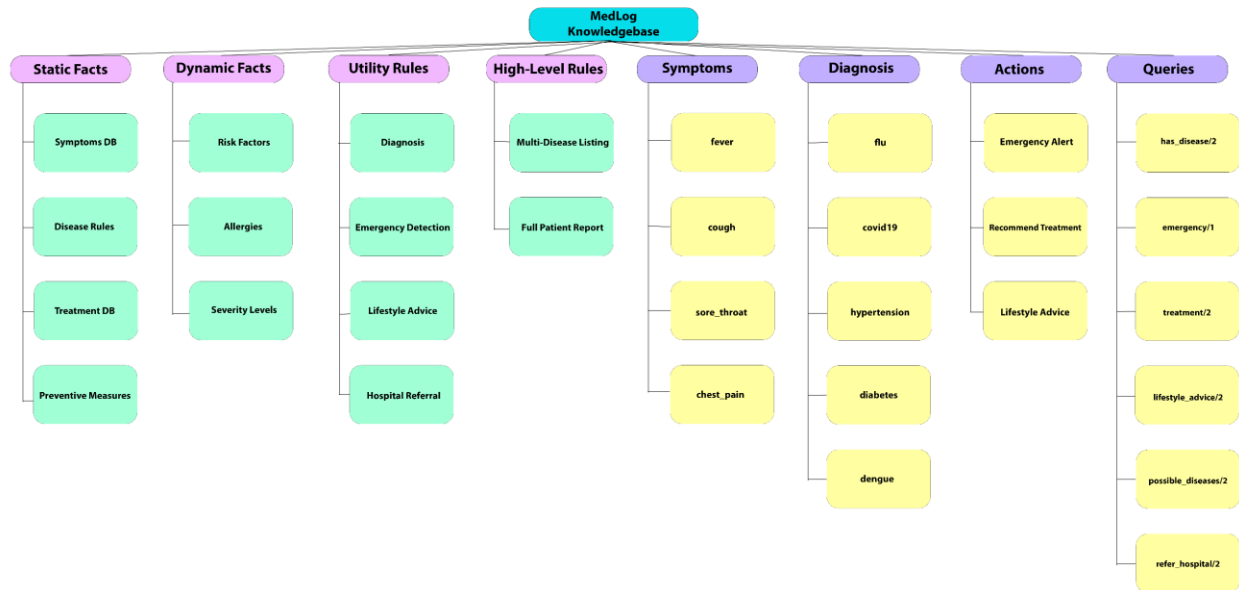 MedLog
Knowledgebase
Static Facts
Dynamic Facts
Utility Rules
High-Level Rules
Symptoms
Diagnosis
Actions
Queries
Symptoms DB
Disease Rules
Treatment DB
Preventive Measures
Risk Factors
Allergies
Severity Levels
Diagnosis
Emergency Detection
Lifestyle Advice
Hospital Referral
Multi-Disease Listing
Full Patient Report
fever
cough
sore_throat
chest_pain
flu
covid19
hypertension
diabetes
dengue
Emergency Alert
Recommend Treatment
Lifestyle Advice
has_disease/2
emergency/1
treatment/2
lifestyle_advice/2
possible_diseases/2
refer_hospital/2